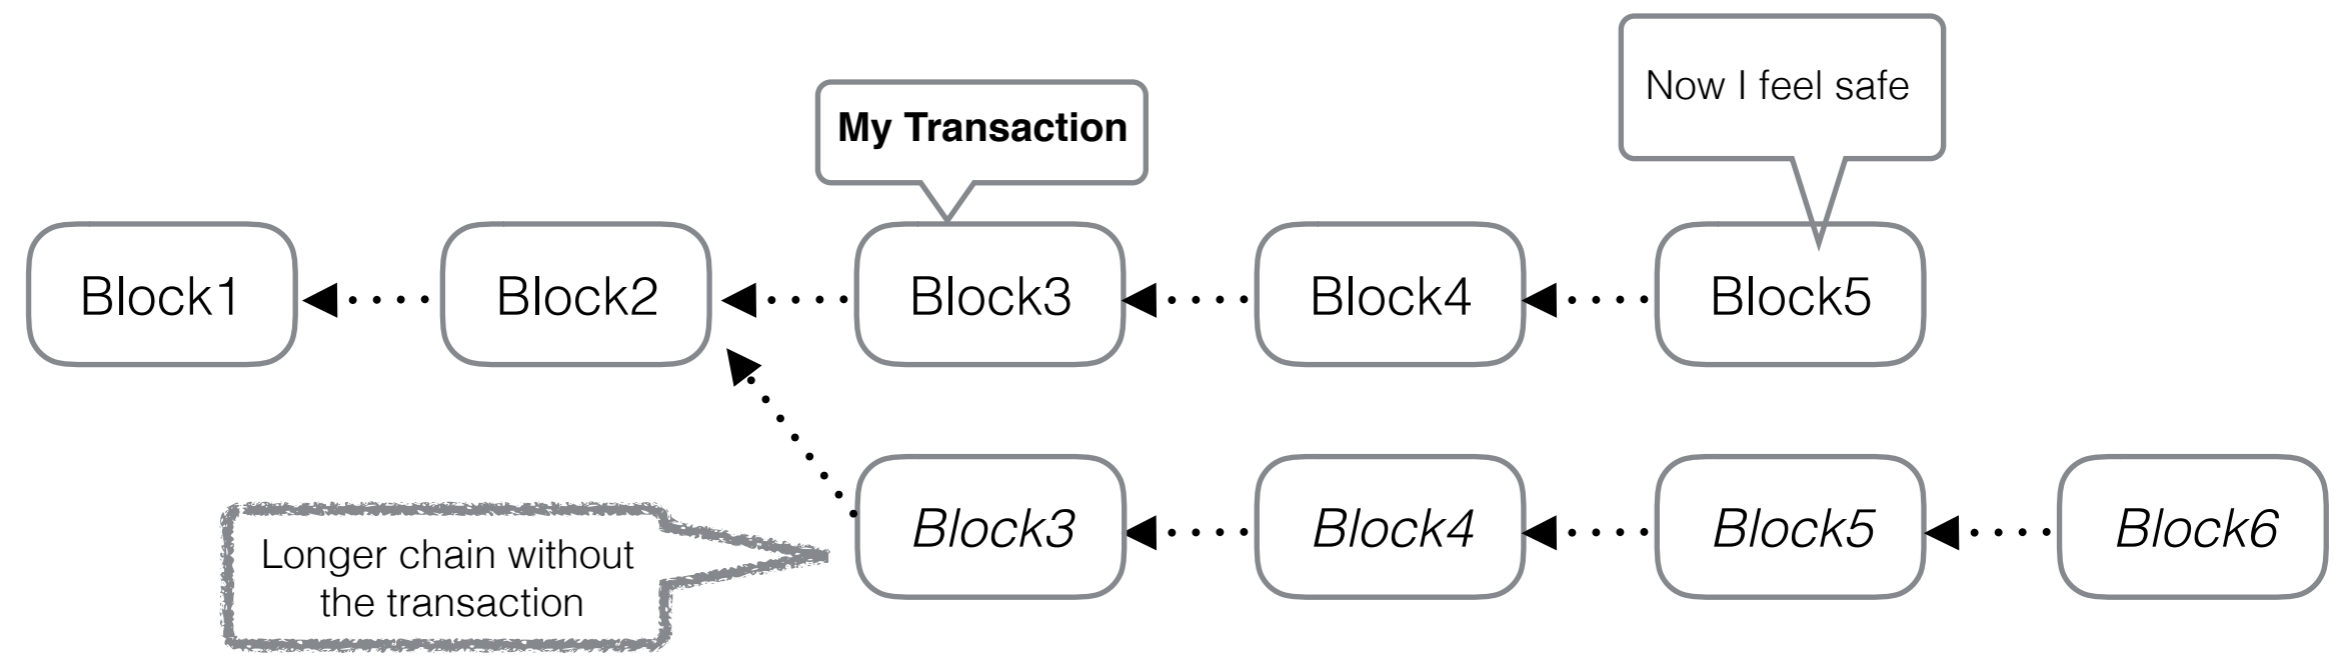 Now I feel safe
My Transaction
Block1
Block2
Block3
Block4
Block5
Block3
Block4
Block5
Block6
Longer chain without
the transaction